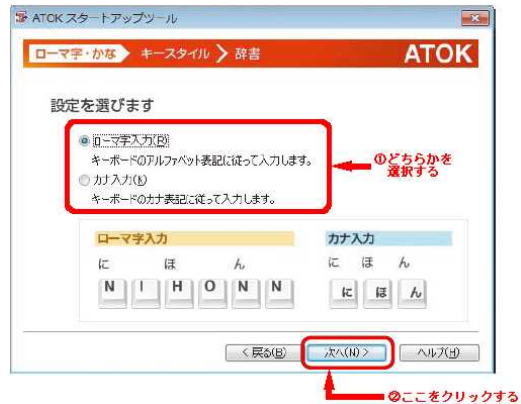 ATOK スタートアップツール
ローマ字・かな キースタイル 辞書 ATOK
設定を選びます
ローマ字入力(R)
キーボードのアルファベット表記に従って入力します。
カナ入力(K)
キーボードのカナ表記に従って入力します。
①どちらかを
選択する
ローマ字入力 カナ入力
に ほ ん に ほ ん
N I H O N N に ほ ん
< 戻る(B) 次へ(N) > ヘルプ(H)
②ここをクリックする